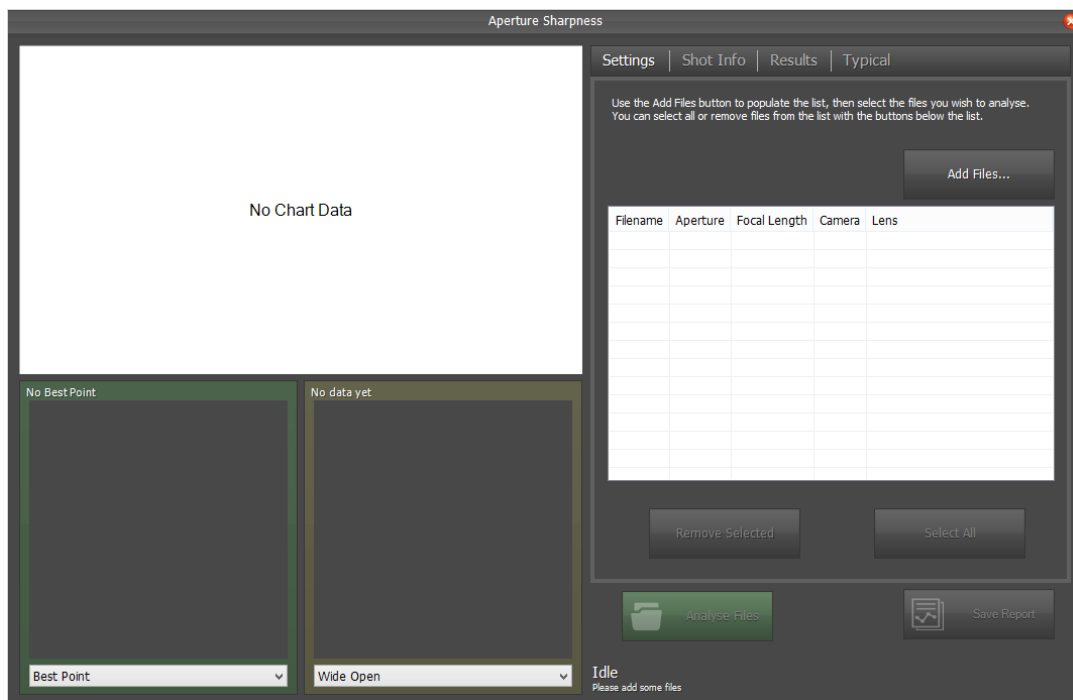 Aperture Sharpness
Settings Shot Info Results Typical
Use the Add Files button to populate the list, then select the files you wish to analyse.
You can select all or remove files from the list with the buttons below the list.
Add Files...
No Chart Data
Filename Aperture Focal Length Camera Lens
No Best Point
No data yet
Remove Selected
Select All
Analyse Files
Save Report
Best Point
Wide Open
Idle
Please add some files